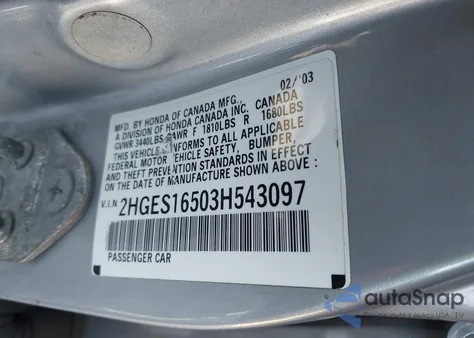 02/'03
MFD. BY HONDA OF CANADA MFG.,
A DIVISION OF HONDA CANADA INC. CANADA
GVWR 3440LBS GAWR F 1810LBS R 1680LBS
THIS VEHICLE CONFORMS TO ALL APPLICABLE
FEDERAL MOTOR VEHICLE SAFETY, BUMPER,
AND THEFT PREVENTION STANDARDS IN EFFECT
ON THE DATE OF MANUFACTURE SHOWN ABOVE.
V.I.N. 2HGES16503H543097
PASSENGER CAR
autoSnap